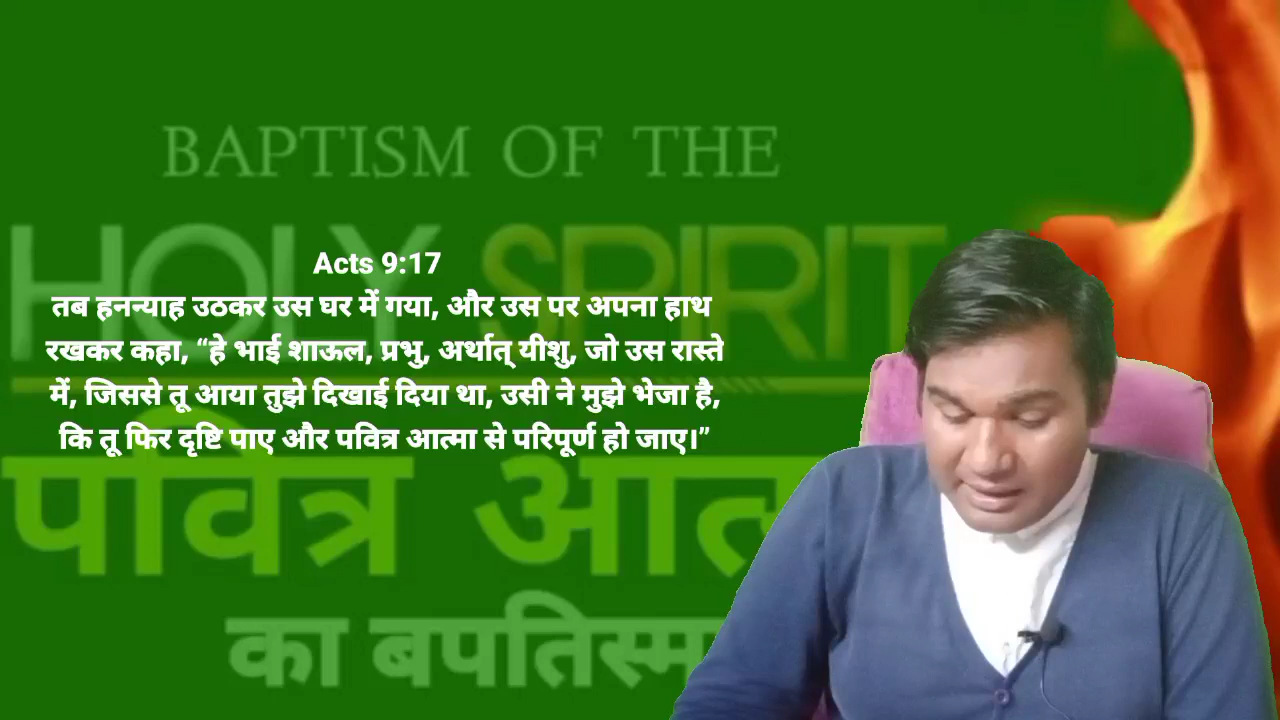 BAPTISM OF THE
HOLY SPIRIT
Acts 9:17
तब हनन्याह उठकर उस घर में गया, और उस पर अपना हाथ
रखकर कहा, “हे भाई शाऊल, प्रभु, अर्थात् यीशु, जो उस रास्ते
में, जिससे तू आया तुझे दिखाई दिया था, उसी ने मुझे भेजा है,
कि तू फिर दृष्टि पाए और पवित्र आत्मा से परिपूर्ण हो जाए।”
पवित्र
का